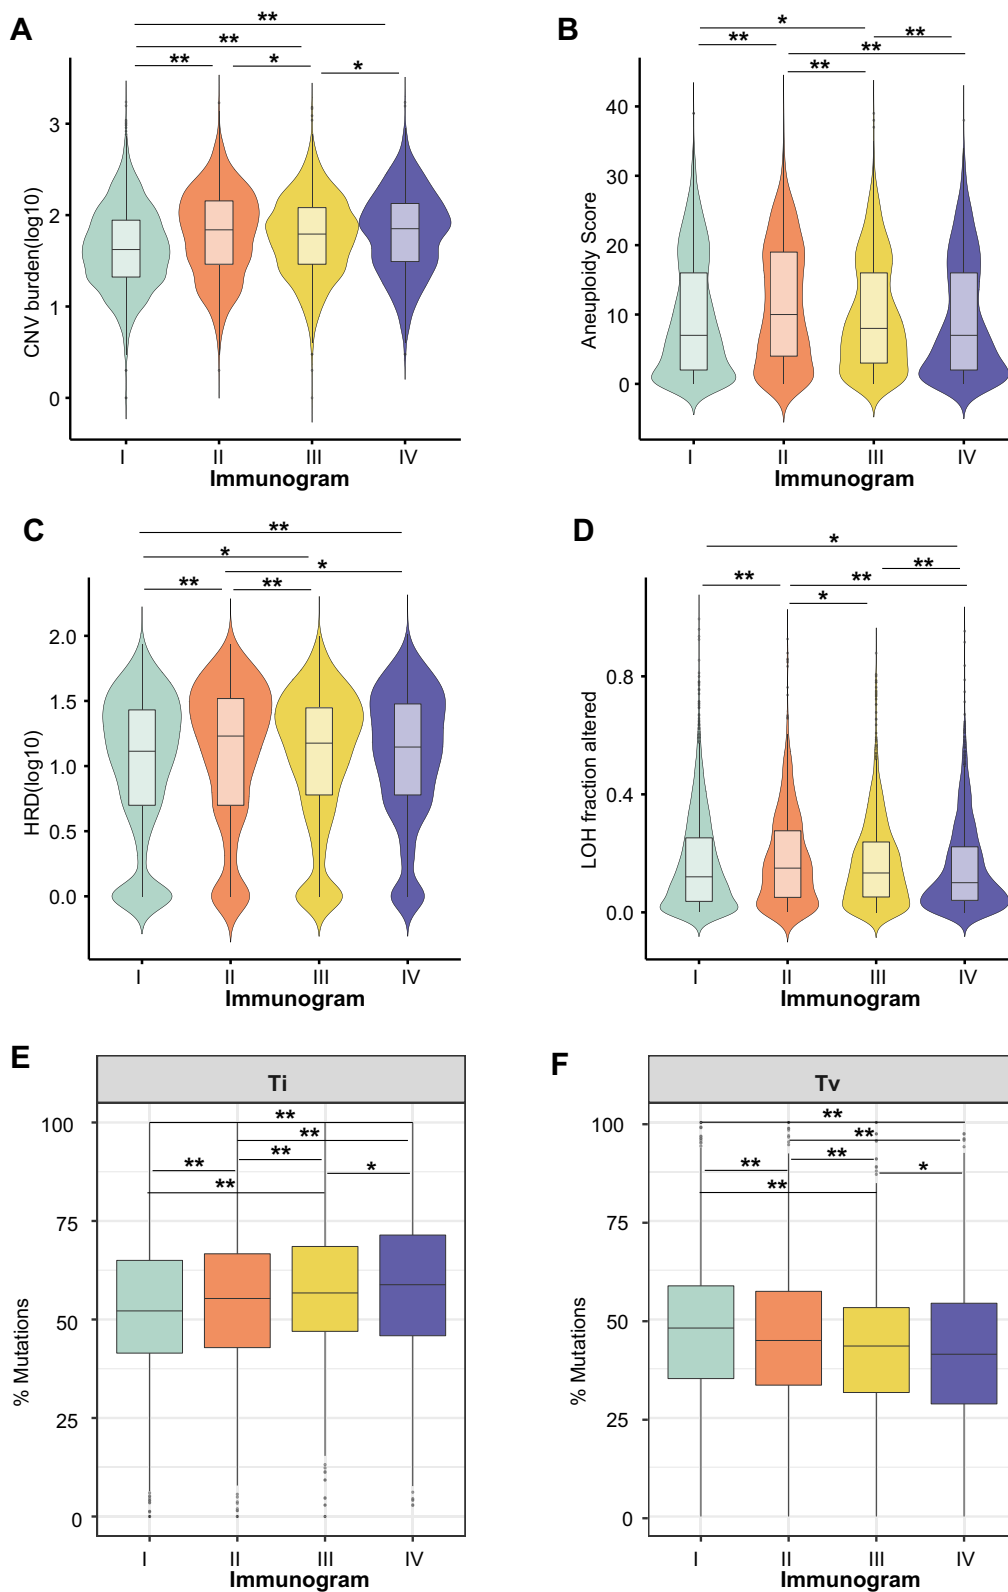 A
**
**
** * *
CNV burden(log10)
3
2
1
0
I II III IV
Immunogram
B
*
** **
**
**
Aneuploidy Score
40
30
20
10
0
I II III IV
Immunogram
C
**
*
*
** **
HRD(log10)
2.0
1.5
1.0
0.5
0.0
I II III IV
Immunogram
D
*
**
** **
*
LOH fraction altered
0.8
0.4
0.0
I II III IV
Immunogram
E
Ti
**
**
**
** *
**
% Mutations
100
75
50
25
0
I II III IV
Immunogram
F
Tv
**
**
**
** *
**
% Mutations
100
75
50
25
0
I II III IV
Immunogram